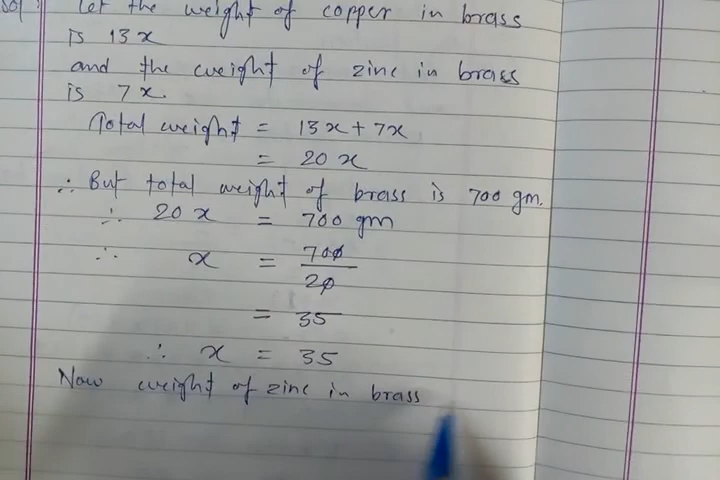 Sol :
Let the weight of copper in brass
is 13x
and the weight of zinc in brass
is 7x.
Total weight = 13x + 7x
= 20x
∴ But total weight of brass is 700 gm.
∴ 20x = 700 gm
∴ x = 700
20
= 35
∴ x = 35
Now weight of zinc in brass